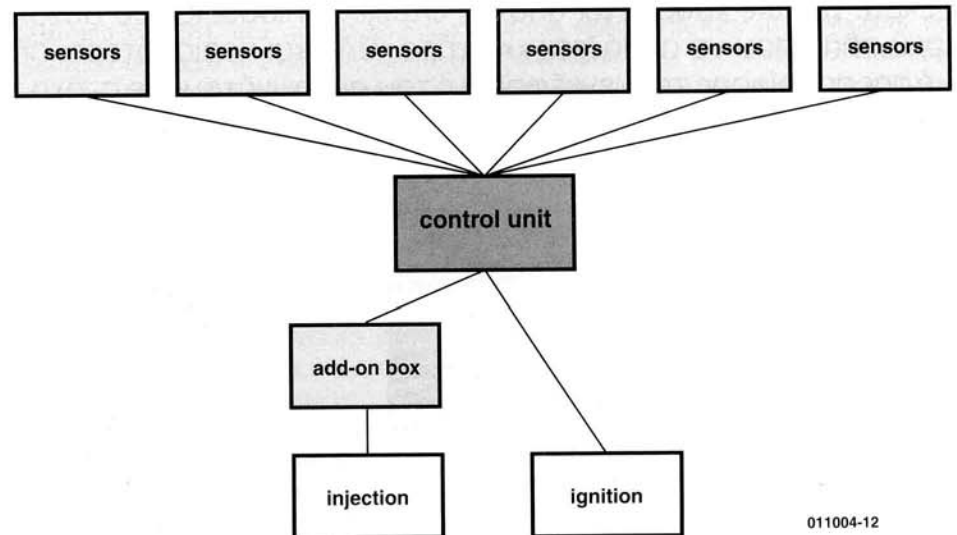 sensors sensors sensors sensors sensors sensors
control unit
add-on box
injection ignition
011004-12